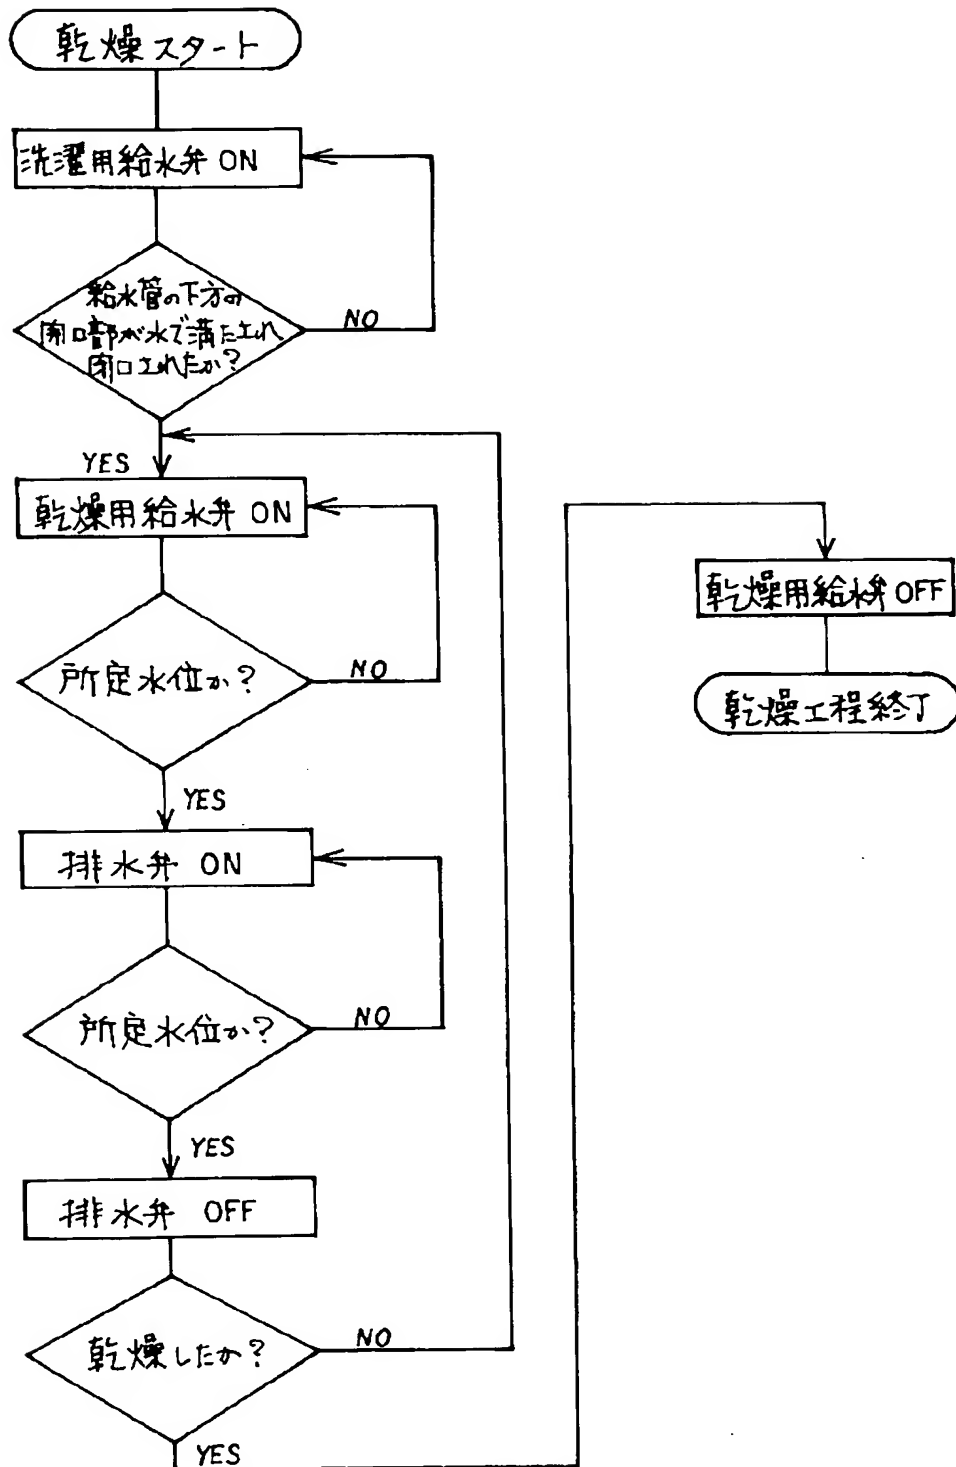 乾燥スタート
洗濯用給水弁 ON
給水管の下方の
開口部が水で満たされ
閉口されたか?
NO
YES
乾燥用給水弁 ON
所定水位か?
NO
YES
排水弁 ON
所定水位か?
NO
YES
排水弁 OFF
乾燥したか?
NO
YES
乾燥用給水弁 OFF
乾燥工程終了